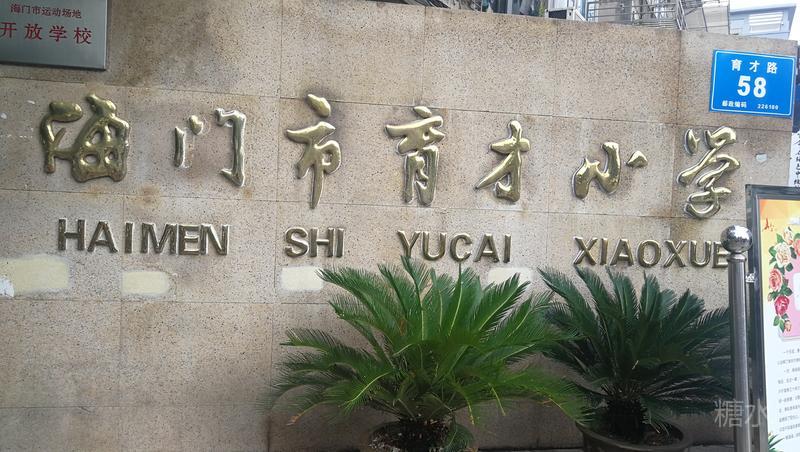 海门市运动场地
开放学校
育才路
58
邮政编码 226100
海门市育才小学
HAIMEN SHI YUCAI XIAOXUE
糖水